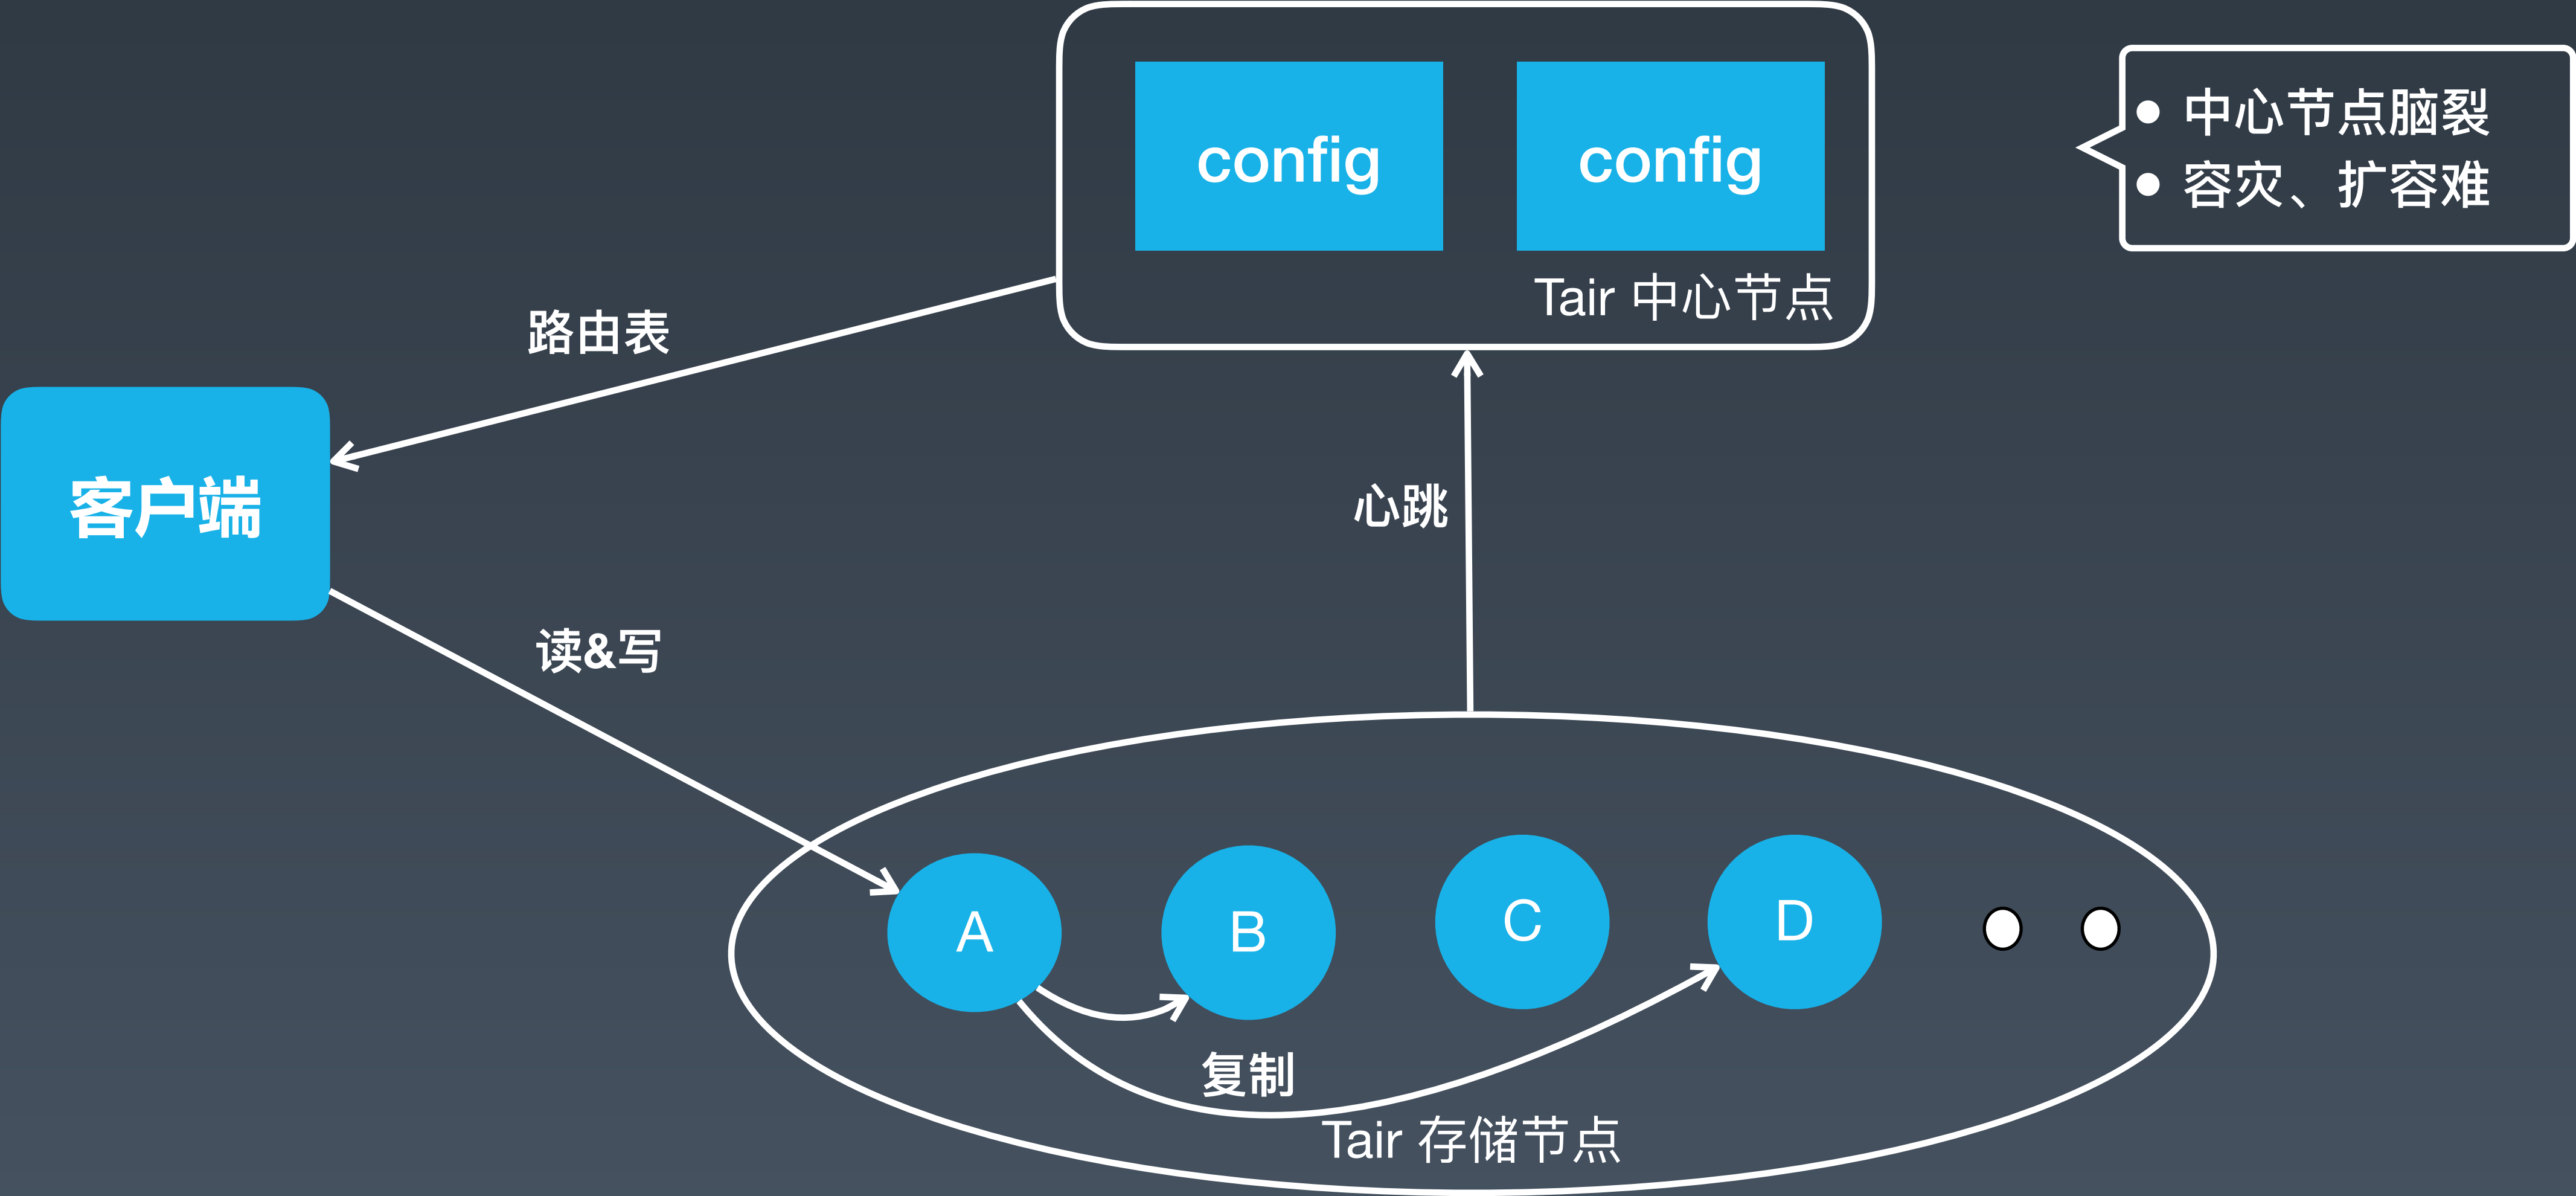 config
config
Tair 中心节点
中心节点脑裂
容灾、扩容难
路由表
客户端
心跳
读&写
A
B
C
D
复制
Tair 存储节点